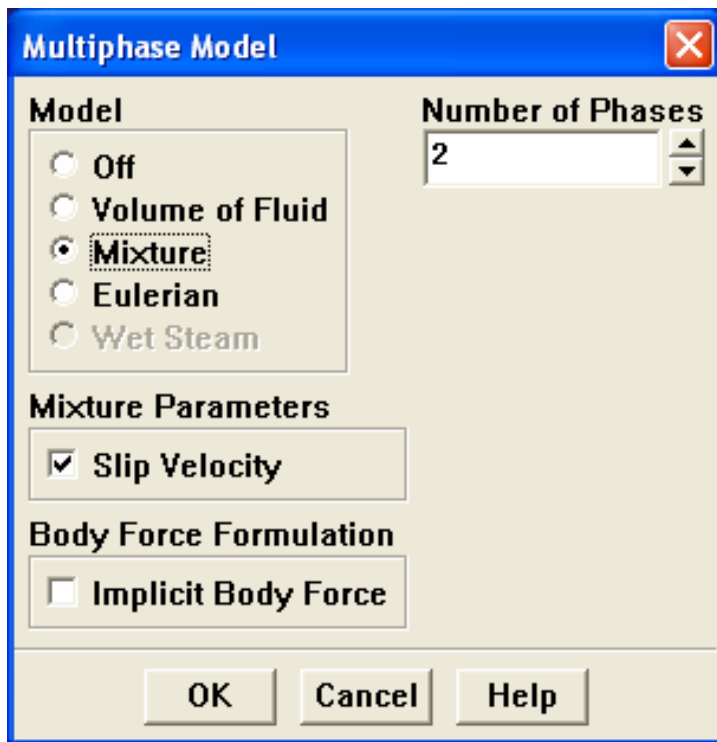 Multiphase Model
Model
Off
Volume of Fluid
Mixture
Eulerian
Wet Steam
Number of Phases
2
Mixture Parameters
Slip Velocity
Body Force Formulation
Implicit Body Force
OK
Cancel
Help